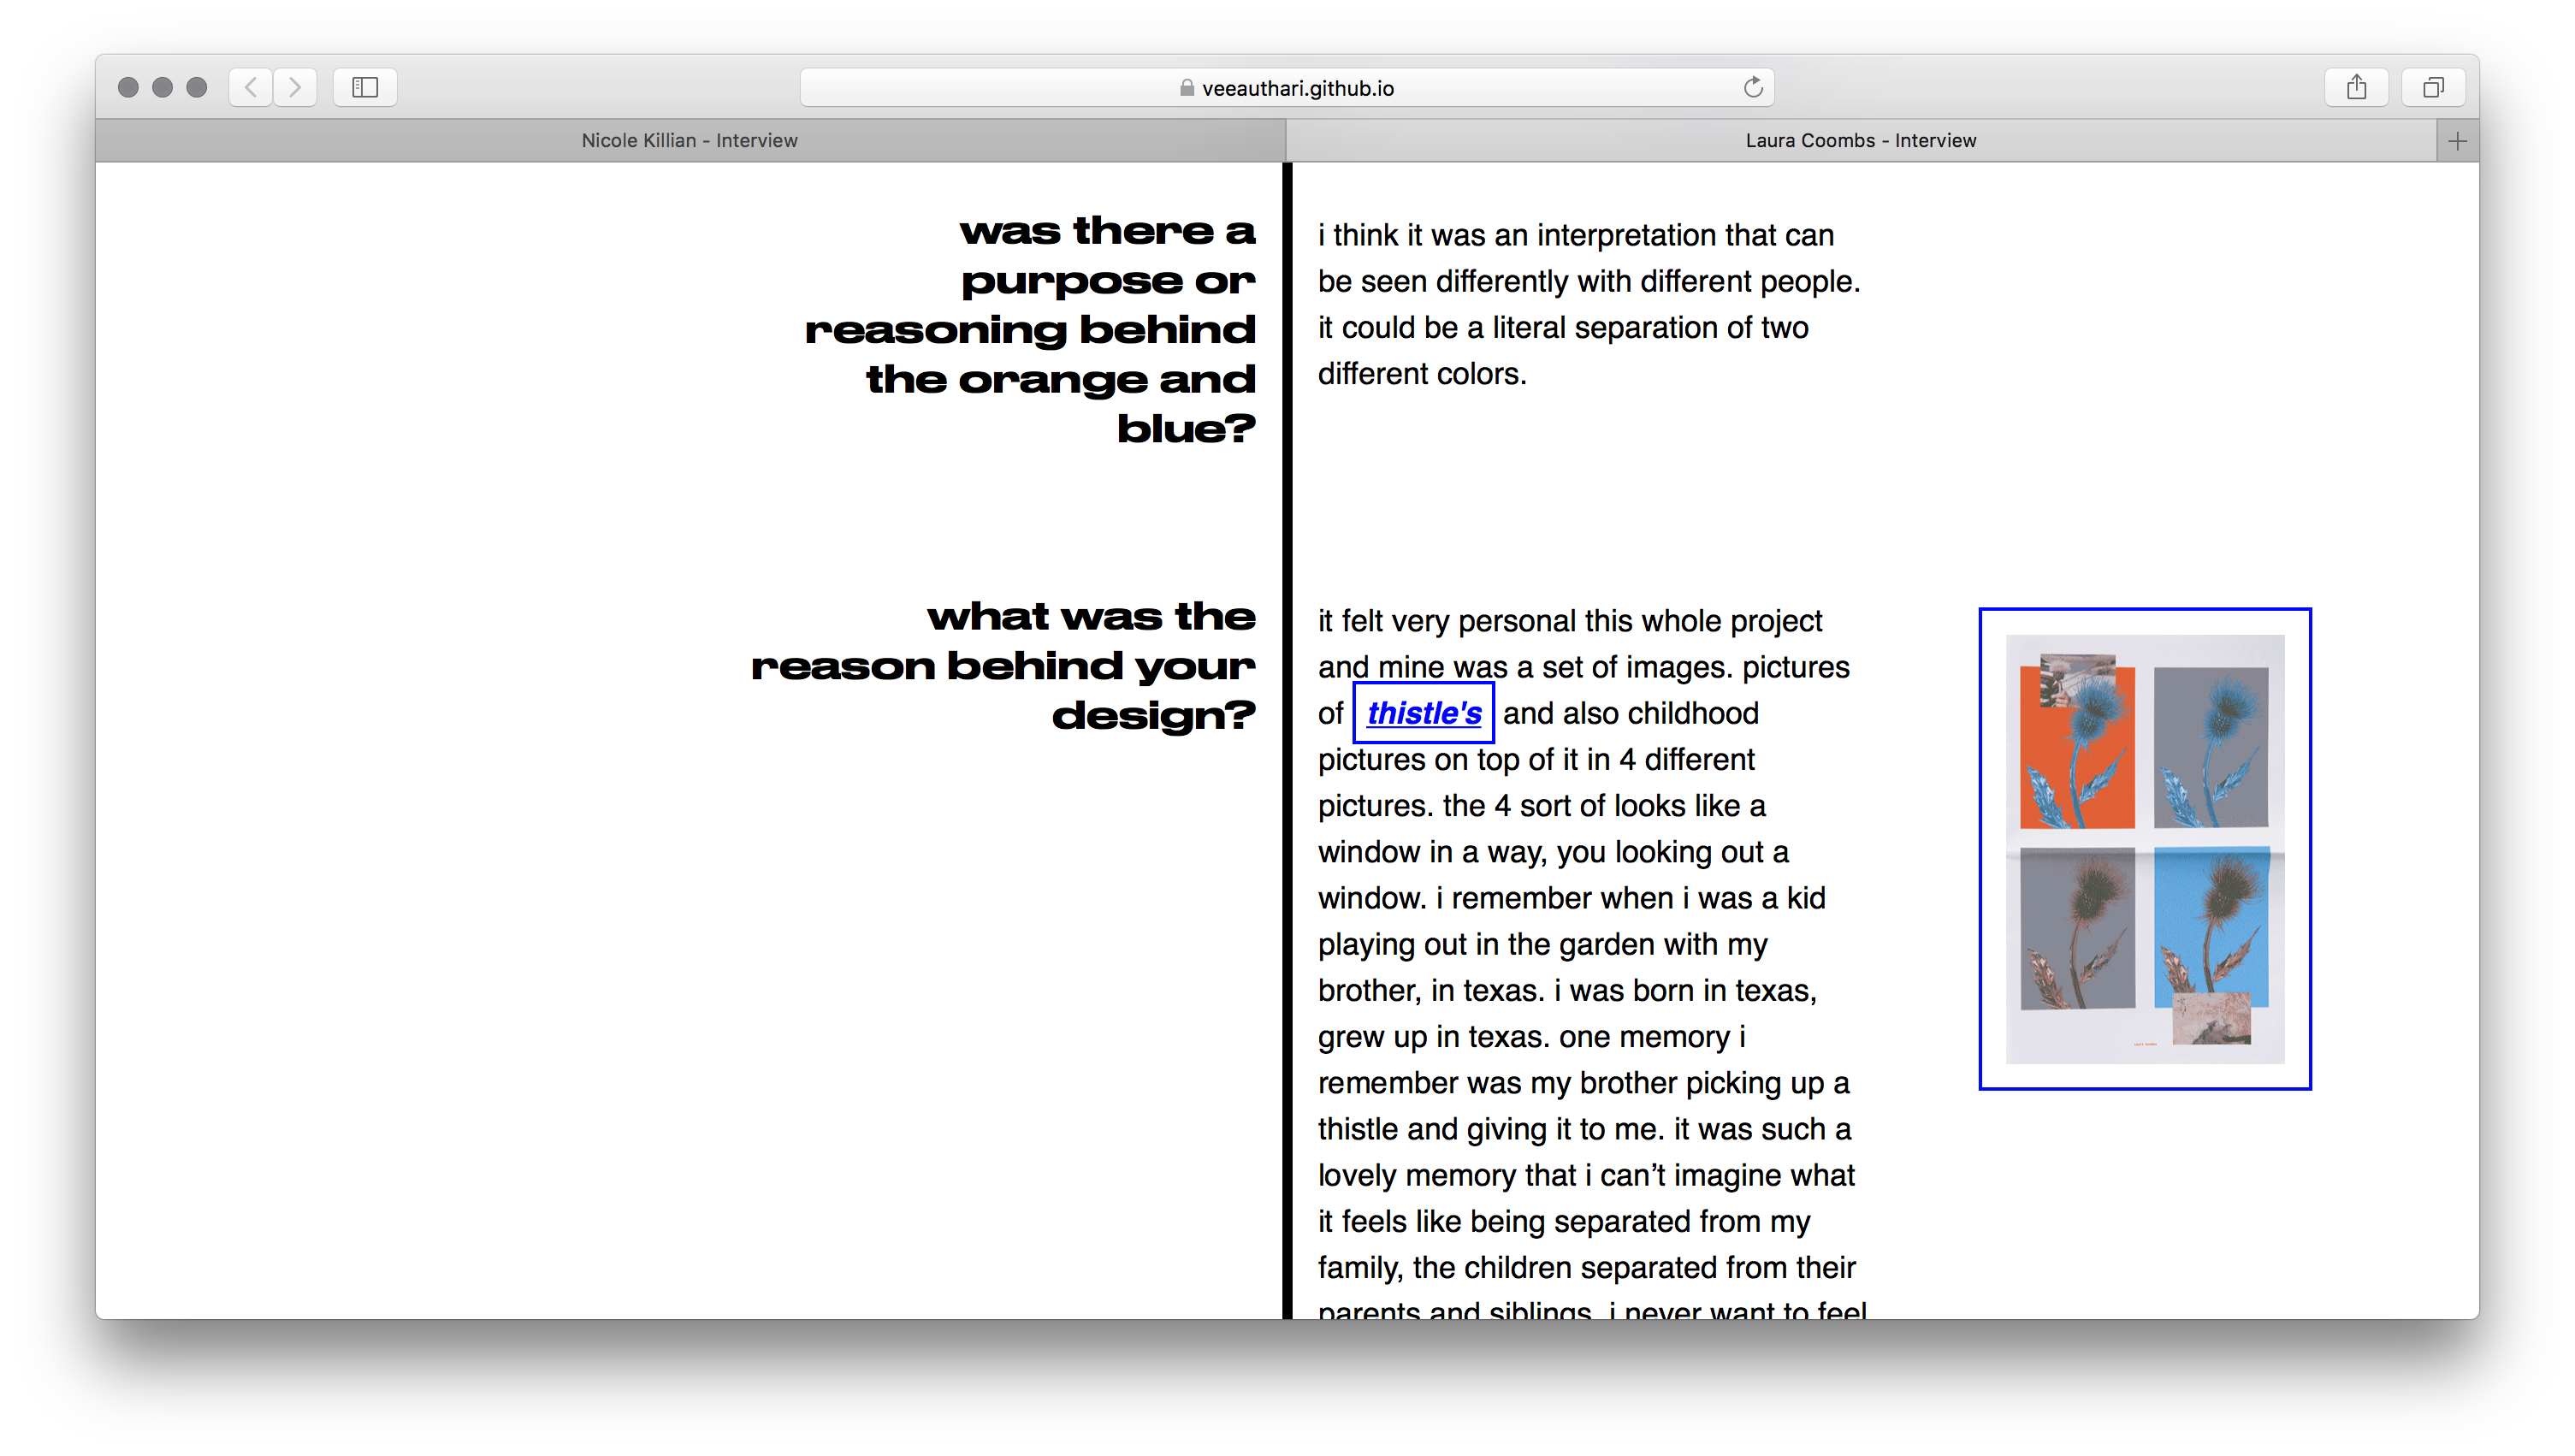 veeauthari.github.io
Nicole Killian - Interview
Laura Coombs - Interview
was there a
purpose or
reasoning behind
the orange and
blue?
i think it was an interpretation that can
be seen differently with different people.
it could be a literal separation of two
different colors.
what was the
reason behind your
design?
it felt very personal this whole project
and mine was a set of images. pictures
of thistle's and also childhood
pictures on top of it in 4 different
pictures. the 4 sort of looks like a
window in a way, you looking out a
window. i remember when i was a kid
playing out in the garden with my
brother, in texas. i was born in texas,
grew up in texas. one memory i
remember was my brother picking up a
thistle and giving it to me. it was such a
lovely memory that i can’t imagine what
it feels like being separated from my
family, the children separated from their
parents and siblings. i never want to feel